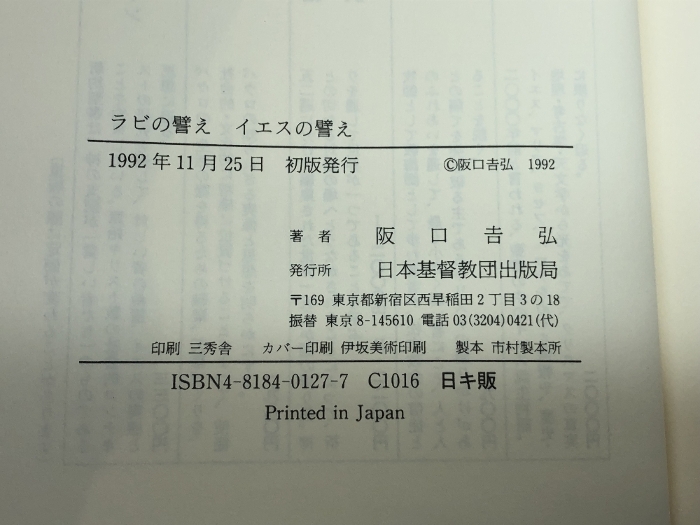 ラビの譬え　イエスの譬え
1992年11月25日　初版発行　©阪口吉弘 1992
著　者　阪　口　吉　弘
発行所　日本基督教団出版局
〒169 東京都新宿区西早稲田2丁目3の18
振替 東京8-145610 電話03(3204)0421(代)
印刷 三秀舎　カバー印刷 伊坂美術印刷　製本 市村製本所
ISBN4-8184-0127-7 C1016 日キ販
Printed in Japan